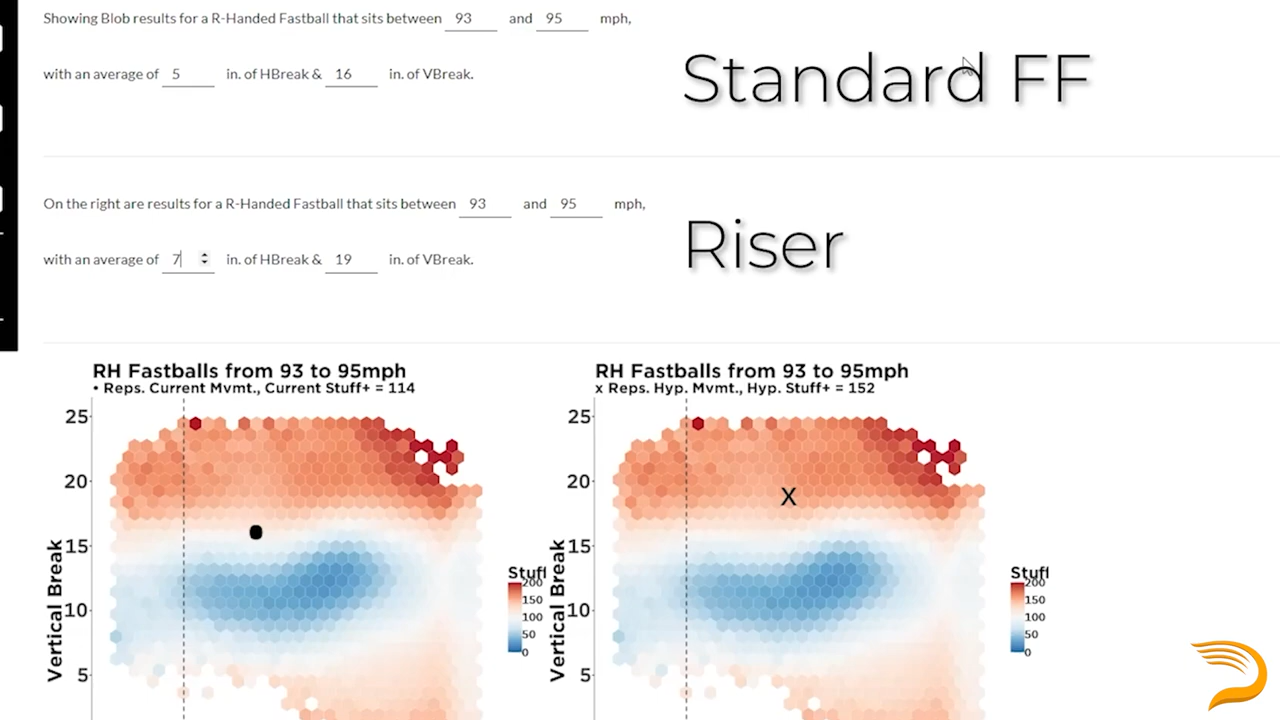 Showing Blob results for a R-Handed Fastball that sits between 93 and 95 mph,
with an average of 5 in. of HBreak & 16 in. of VBreak.
Standard FF
On the right are results for a R-Handed Fastball that sits between 93 and 95 mph,
with an average of 7 in. of HBreak & 19 in. of VBreak.
Riser
RH Fastballs from 93 to 95mph
• Reps. Current Mvmt., Current Stuff+ = 114
25
20
15
10
5
Vertical Break
Stuff
200
150
100
50
0
RH Fastballs from 93 to 95mph
x Reps. Hyp. Mvmt., Hyp. Stuff+ = 152
X
25
20
15
10
5
Vertical Break
Stuff
200
150
100
50
0